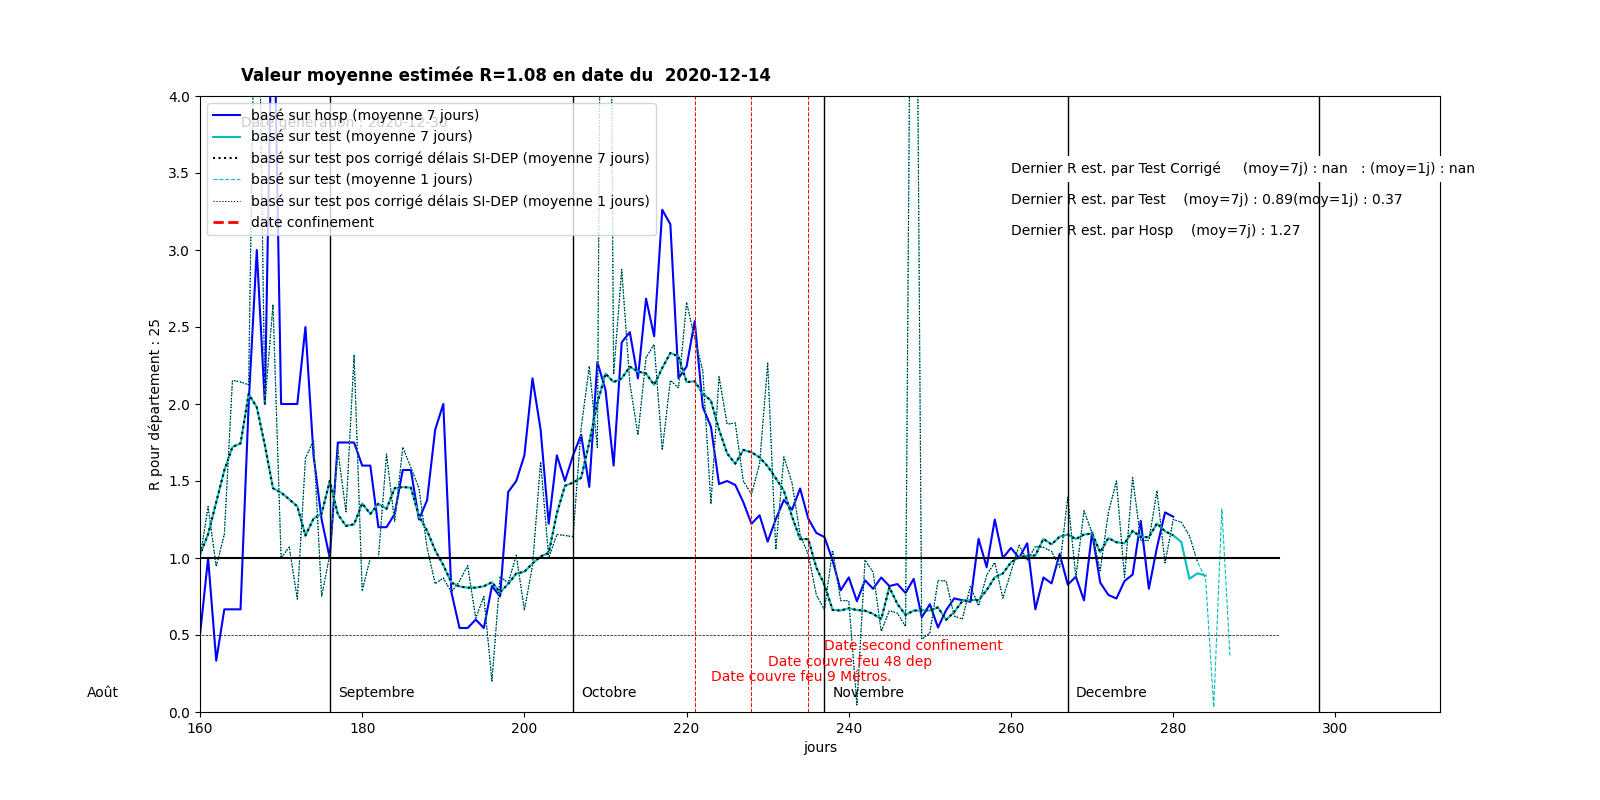 Valeur moyenne estimée R=1.08 en date du  2020-12-14
Date génération : 2020-12-30
basé sur hosp (moyenne 7 jours)
basé sur test (moyenne 7 jours)
basé sur test pos corrigé délais SI-DEP (moyenne 7 jours)
basé sur test (moyenne 1 jours)
basé sur test pos corrigé délais SI-DEP (moyenne 1 jours)
date confinement
Dernier R est. par Test Corrigé     (moy=7j) : nan   : (moy=1j) : nan
Dernier R est. par Test    (moy=7j) : 0.89(moy=1j) : 0.37
Dernier R est. par Hosp    (moy=7j) : 1.27
R pour département : 25
4.0
3.5
3.0
2.5
2.0
1.5
1.0
0.5
0.0
Date second confinement
Date couvre feu 48 dep
Date couvre feu 9 Métros.
Août
Septembre
Octobre
Novembre
Decembre
160
180
200
220
240
260
280
300
jours